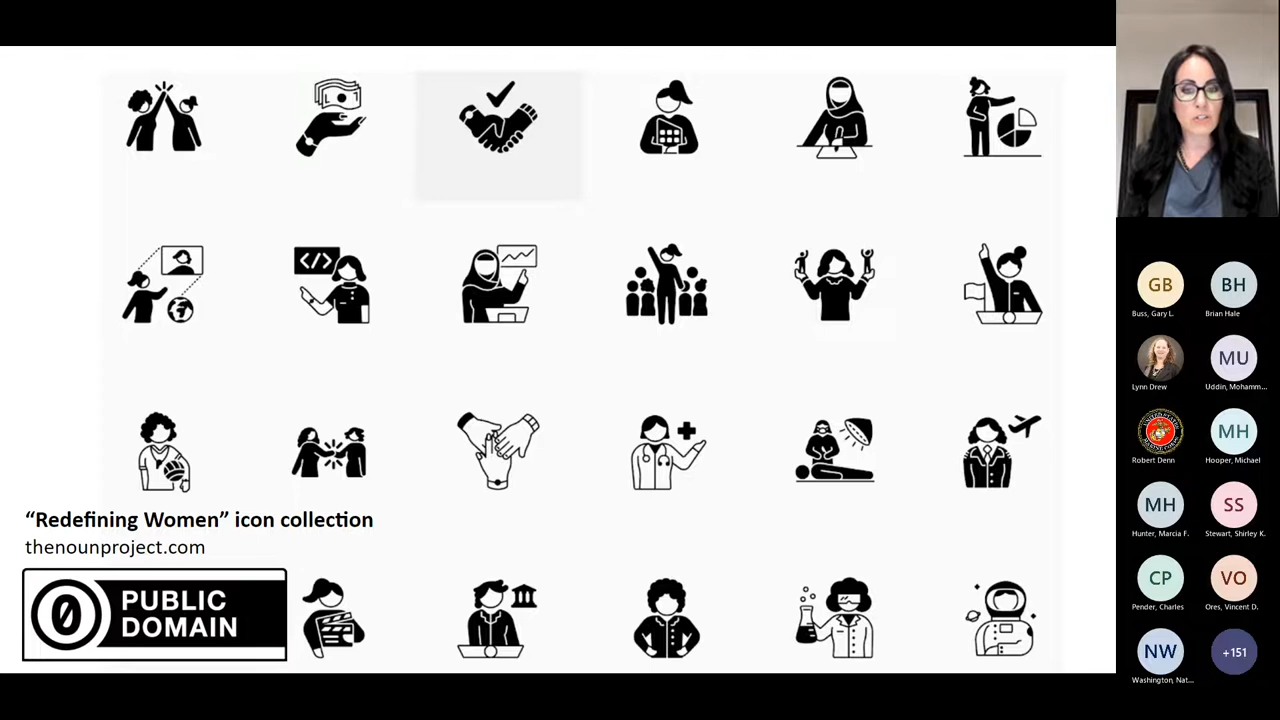 </>
“Redefining Women” icon collection
thenounproject.com
0 PUBLIC
DOMAIN
GB BH
Buss, Gary L. Brian Hale
MU
Lynn Drew Uddin, Mohamm...
MH
Robert Denn Hooper, Michael
MH SS
Hunter, Marcia F. Stewart, Shirley K.
CP VO
Pender, Charles Ores, Vincent D.
NW +151
Washington, Nat...